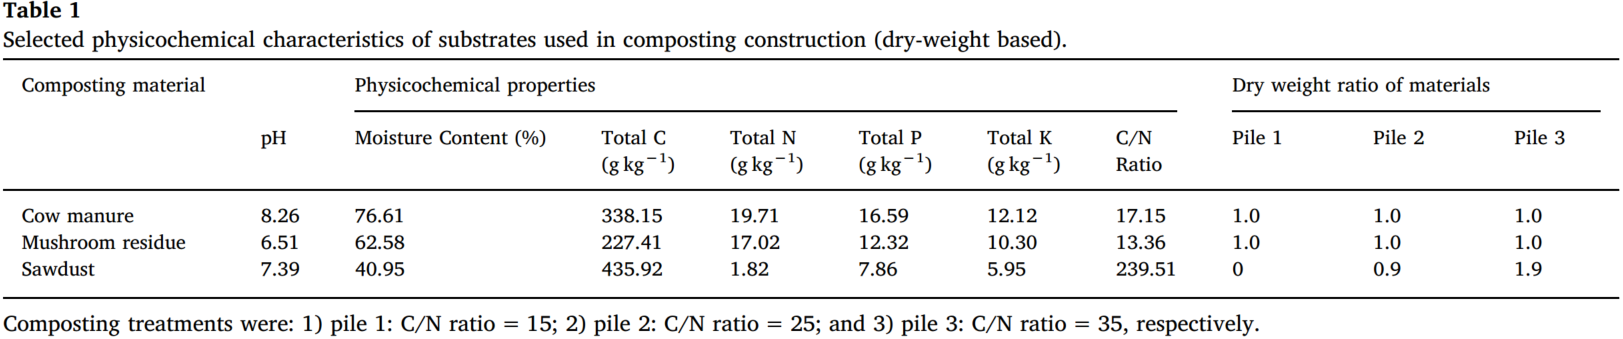 Table 1
Selected physicochemical characteristics of substrates used in composting construction (dry-weight based).
Composting material Physicochemical properties Dry weight ratio of materials
pH Moisture Content (%) Total C Total N Total P Total K C/N Pile 1 Pile 2 Pile 3
(g kg⁻¹) (g kg⁻¹) (g kg⁻¹) (g kg⁻¹) Ratio
Cow manure 8.26 76.61 338.15 19.71 16.59 12.12 17.15 1.0 1.0 1.0
Mushroom residue 6.51 62.58 227.41 17.02 12.32 10.30 13.36 1.0 1.0 1.0
Sawdust 7.39 40.95 435.92 1.82 7.86 5.95 239.51 0 0.9 1.9
Composting treatments were: 1) pile 1: C/N ratio = 15; 2) pile 2: C/N ratio = 25; and 3) pile 3: C/N ratio = 35, respectively.